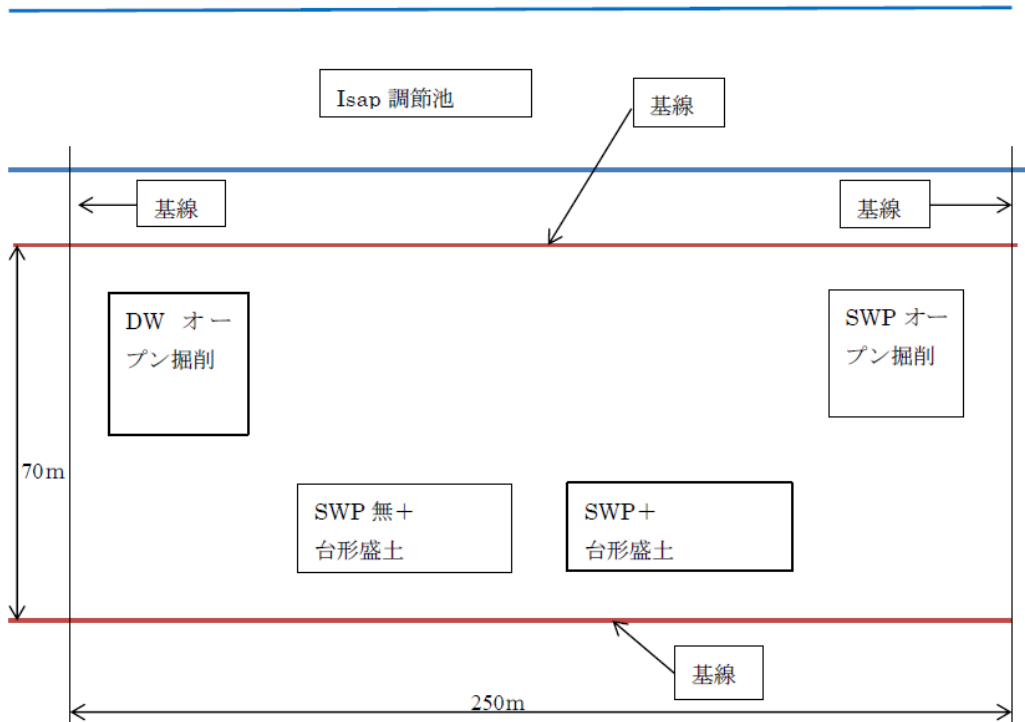 Isap 調節池
基線
基線
基線
DW オー
プン掘削
SWP オー
プン掘削
70m
SWP 無＋
台形盛土
SWP＋
台形盛土
基線
250m